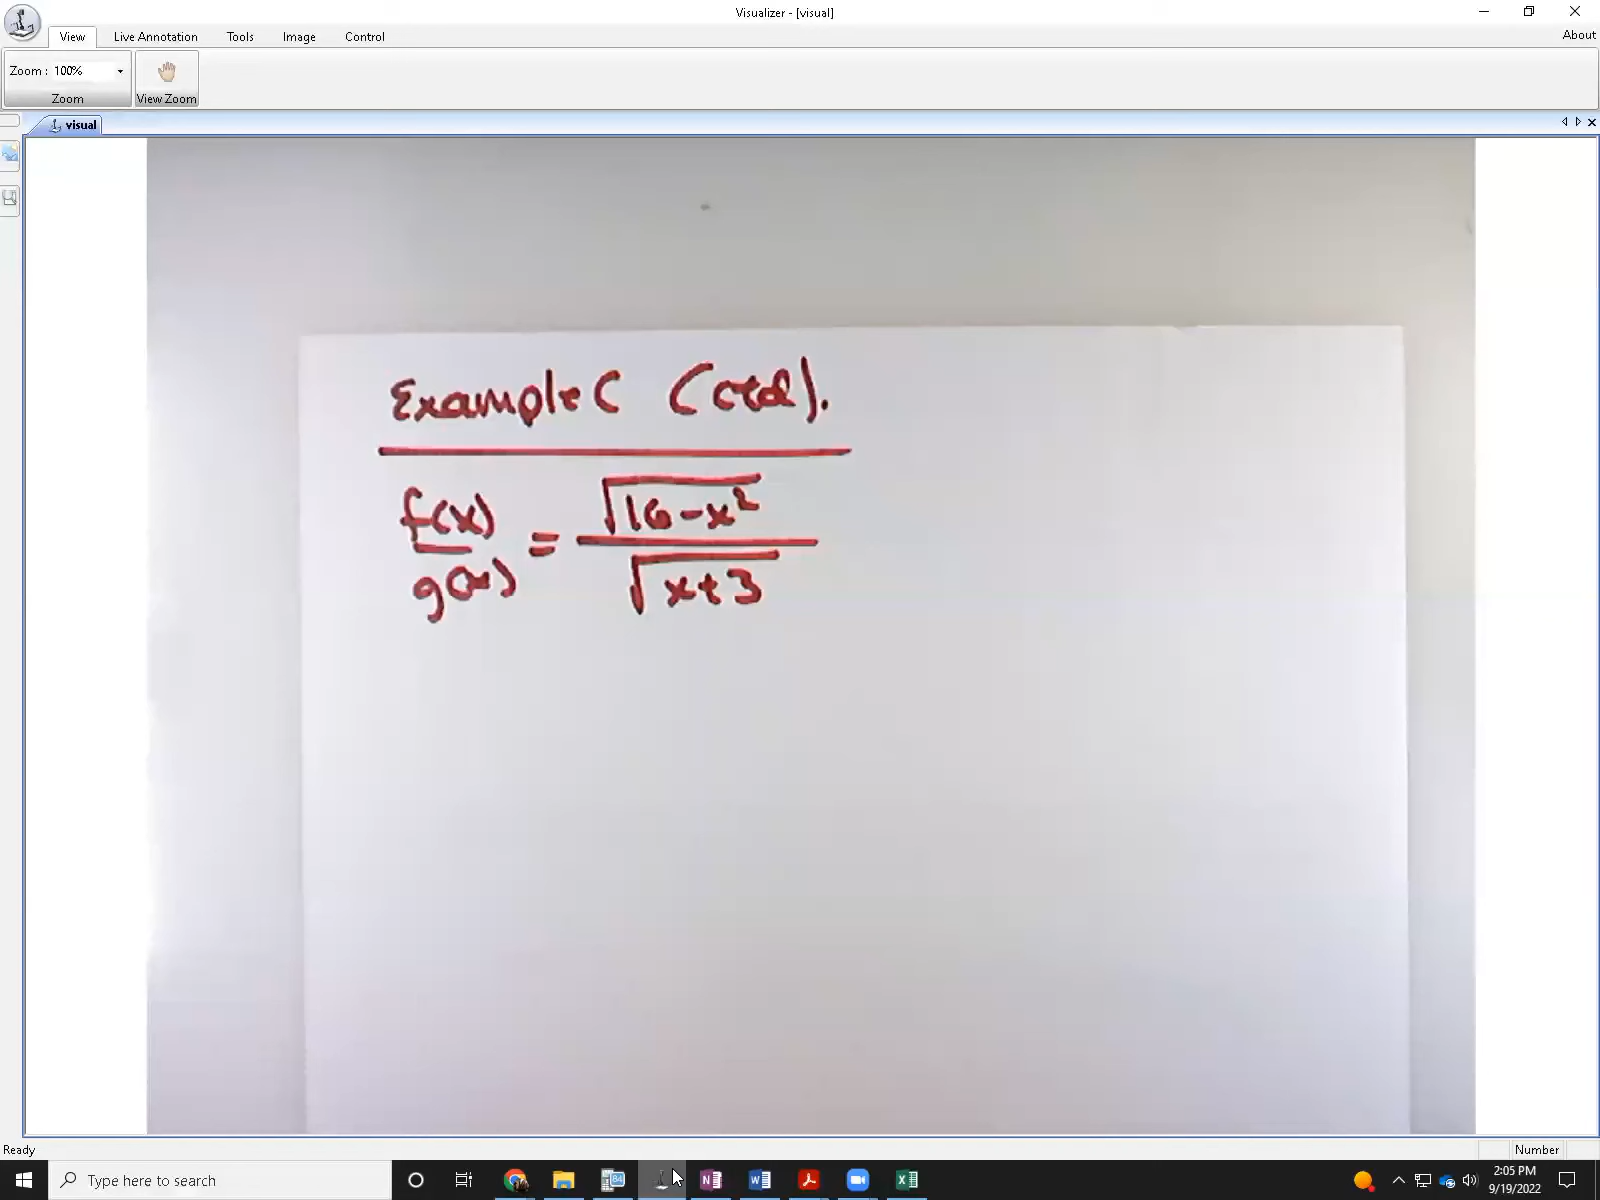 Visualizer - [visual]
View Live Annotation Tools Image Control About
Zoom : 100%
Zoom View Zoom
visual
Example C (ctd).
f(x)/g(x) = √(16-x²)/√(x+3)
Ready Number
Type here to search
2:05 PM
9/19/2022